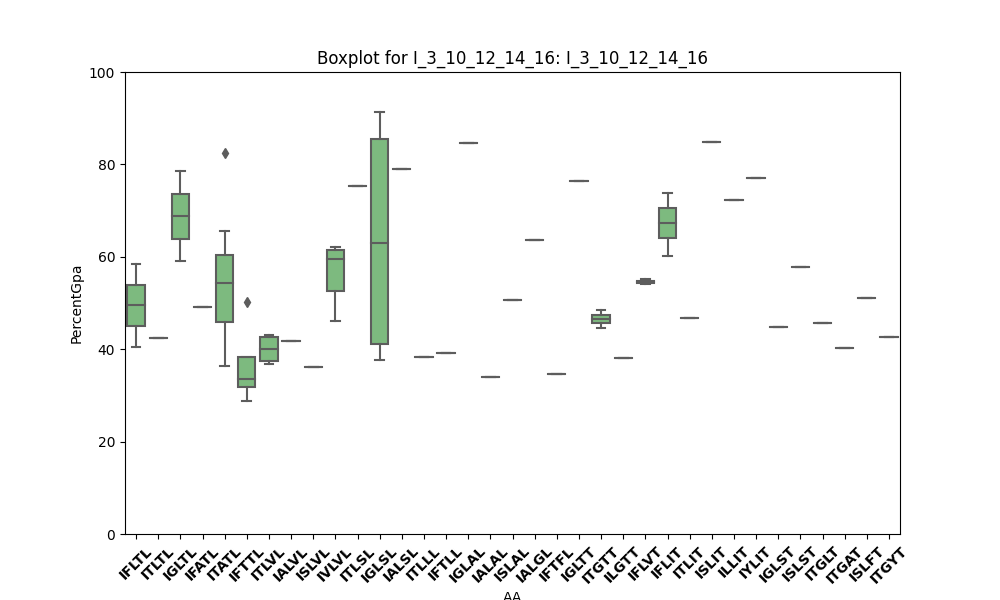 Boxplot for I_3_10_12_14_16: I_3_10_12_14_16
100
80
60
40
20
0
PercentGpa
IFLTL ITLTL IGLTL IFATL ITATL IFTTL ITLVL IALVL ISLVL IVLVL ITLSL IGLSL IALSL ITLLL IFTLL IGLAL IALAL ISLAL IALGL IFTFL IGLTT ITGTT ILGTT IFLVT IFLIT ITLIT ISLIT ILLIT IYLIT IGLST ISLST ITGLT ITGAT ISLFT ITGYT
AA